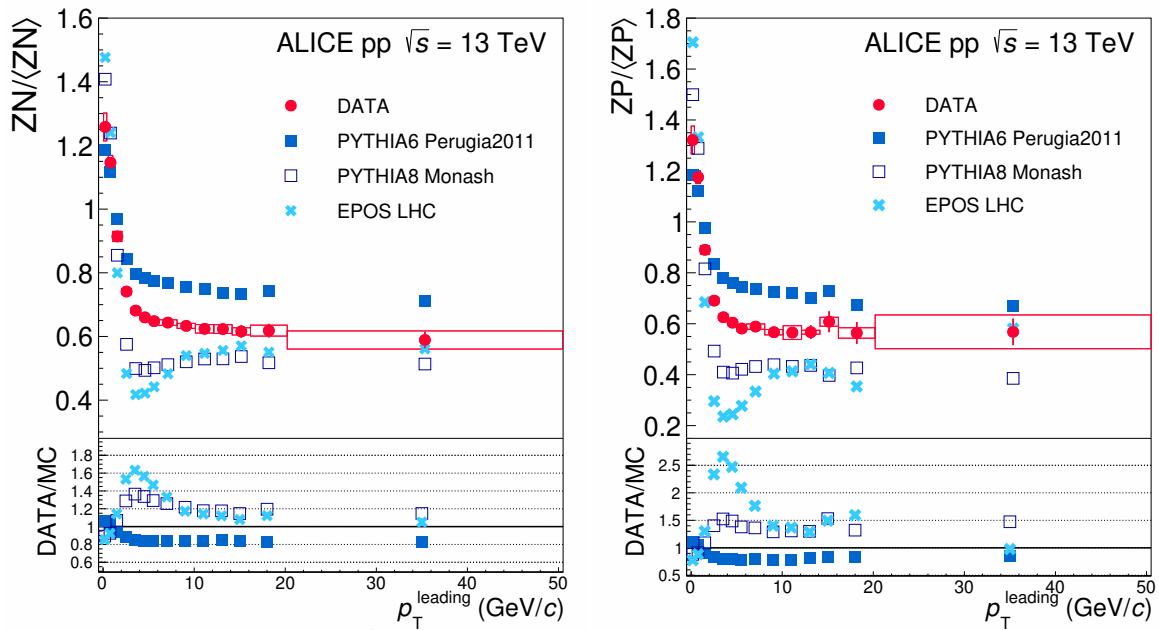 ZN/⟨ZN⟩
1.6
1.4
1.2
1
0.8
0.6
0.4
ALICE pp √s = 13 TeV
DATA
PYTHIA6 Perugia2011
PYTHIA8 Monash
EPOS LHC
DATA/MC
1.8
1.6
1.4
1.2
1
0.8
0.6
0 10 20 30 40 50
p_T^leading (GeV/c)
ZP/⟨ZP⟩
1.8
1.6
1.4
1.2
1
0.8
0.6
0.4
0.2
ALICE pp √s = 13 TeV
DATA
PYTHIA6 Perugia2011
PYTHIA8 Monash
EPOS LHC
DATA/MC
2.5
2
1.5
1
0.5
0 10 20 30 40 50
p_T^leading (GeV/c)